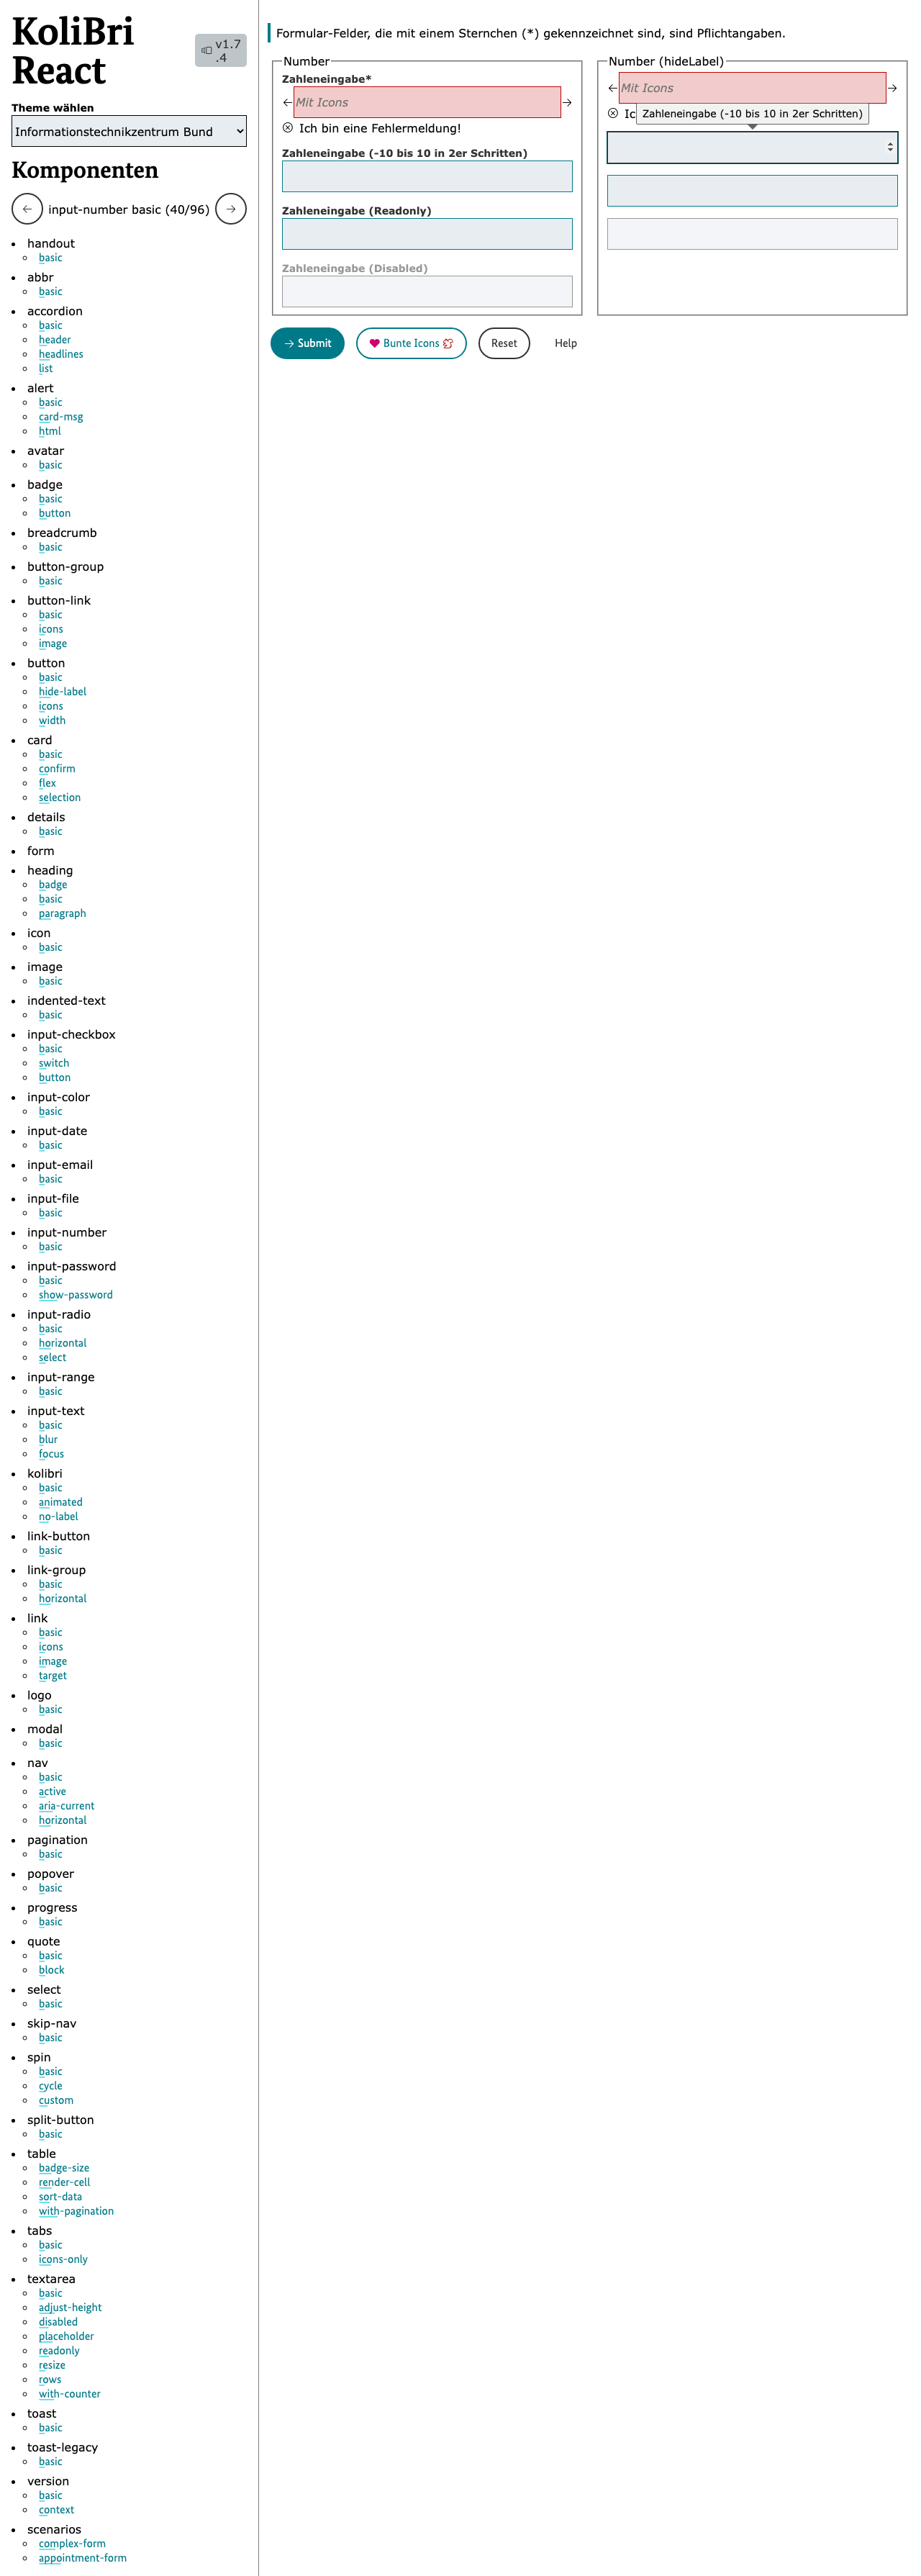 KoliBri
React
v1.7
.4
Theme wählen
Informationstechnikzentrum Bund
Komponenten
input-number basic (40/96)
handout
basic
abbr
basic
accordion
basic
header
headlines
list
alert
basic
card-msg
html
avatar
basic
badge
basic
button
breadcrumb
basic
button-group
basic
button-link
basic
icons
image
button
basic
hide-label
icons
width
card
basic
confirm
flex
selection
details
basic
form
heading
badge
basic
paragraph
icon
basic
image
basic
indented-text
basic
input-checkbox
basic
switch
button
input-color
basic
input-date
basic
input-email
basic
input-file
basic
input-number
basic
input-password
basic
show-password
input-radio
basic
horizontal
select
input-range
basic
input-text
basic
blur
focus
kolibri
basic
animated
no-label
link-button
basic
link-group
basic
horizontal
link
basic
icons
image
target
logo
basic
modal
basic
nav
basic
active
aria-current
horizontal
pagination
basic
popover
basic
progress
basic
quote
basic
block
select
basic
skip-nav
basic
spin
basic
cycle
custom
split-button
basic
table
badge-size
render-cell
sort-data
with-pagination
tabs
basic
icons-only
textarea
basic
adjust-height
disabled
placeholder
readonly
resize
rows
with-counter
toast
basic
toast-legacy
basic
version
basic
context
scenarios
complex-form
appointment-form
Formular-Felder, die mit einem Sternchen (*) gekennzeichnet sind, sind Pflichtangaben.
Number
Zahleneingabe*
Mit Icons
Ich bin eine Fehlermeldung!
Zahleneingabe (-10 bis 10 in 2er Schritten)
Zahleneingabe (Readonly)
Zahleneingabe (Disabled)
Number (hideLabel)
Mit Icons
Ic
Zahleneingabe (-10 bis 10 in 2er Schritten)
Submit
Bunte Icons
Reset
Help